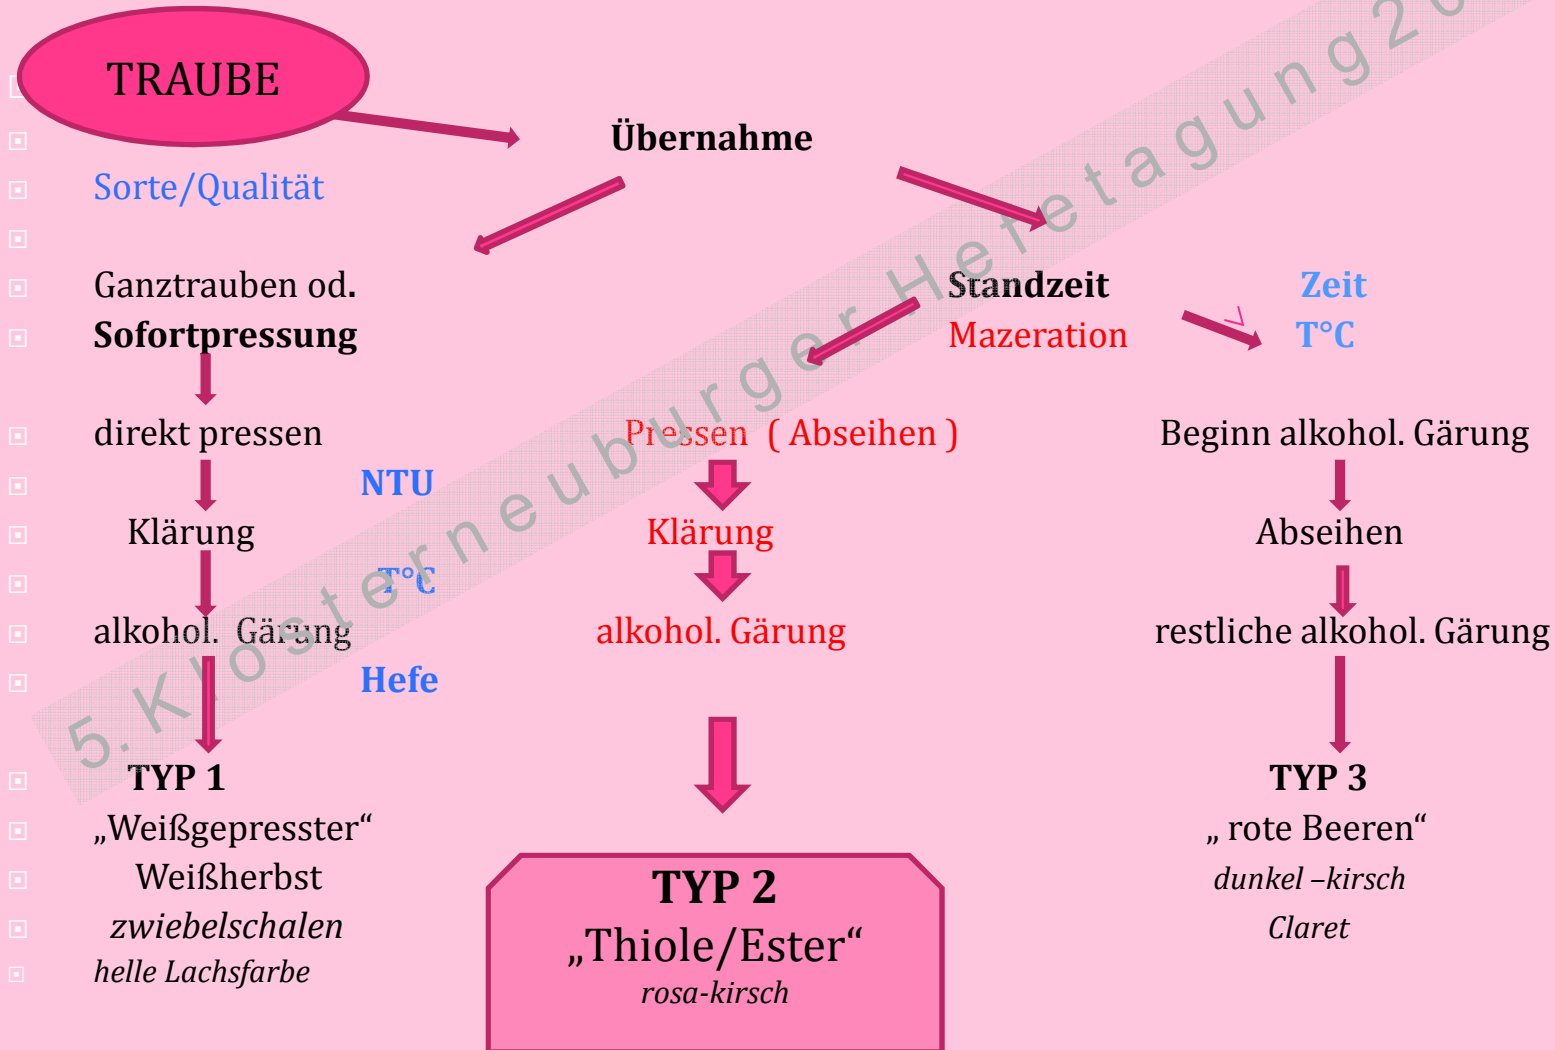 TRAUBE
Übernahme
Sorte/Qualität
Ganztrauben od.
Sofortpressung
direkt pressen
NTU
Klärung
T°C
alkohol. Gärung
Hefe
TYP 1
„Weißgepresster“
Weißherbst
zwiebelschalen
helle Lachsfarbe
Standzeit
Mazeration
Zeit
T°C
Pressen ( Abseihen )
Klärung
alkohol. Gärung
TYP 2
„Thiole/Ester“
rosa-kirsch
Beginn alkohol. Gärung
Abseihen
restliche alkohol. Gärung
TYP 3
„ rote Beeren“
dunkel –kirsch
Claret
5. Klosterneuburger Hefetagung